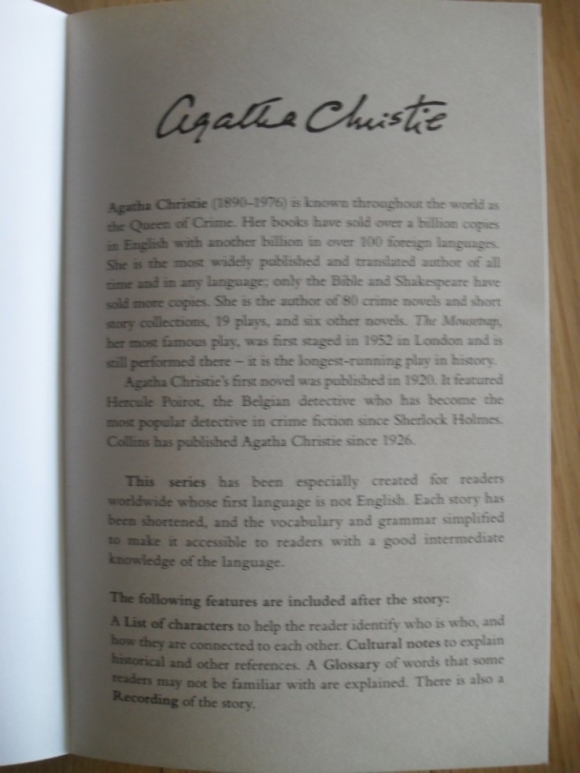 Agatha Christie
Agatha Christie (1890–1976) is known throughout the world as
the Queen of Crime. Her books have sold over a billion copies
in English with another billion in over 100 foreign languages.
She is the most widely published and translated author of all
time and in any language; only the Bible and Shakespeare have
sold more copies. She is the author of 80 crime novels and short
story collections, 19 plays, and six other novels. The Mousetrap,
her most famous play, was first staged in 1952 in London and is
still performed there – it is the longest-running play in history.
Agatha Christie's first novel was published in 1920. It featured
Hercule Poirot, the Belgian detective who has become the
most popular detective in crime fiction since Sherlock Holmes.
Collins has published Agatha Christie since 1926.
This series has been especially created for readers
worldwide whose first language is not English. Each story has
been shortened, and the vocabulary and grammar simplified
to make it accessible to readers with a good intermediate
knowledge of the language.
The following features are included after the story:
A List of characters to help the reader identify who is who, and
how they are connected to each other. Cultural notes to explain
historical and other references. A Glossary of words that some
readers may not be familiar with are explained. There is also a
Recording of the story.